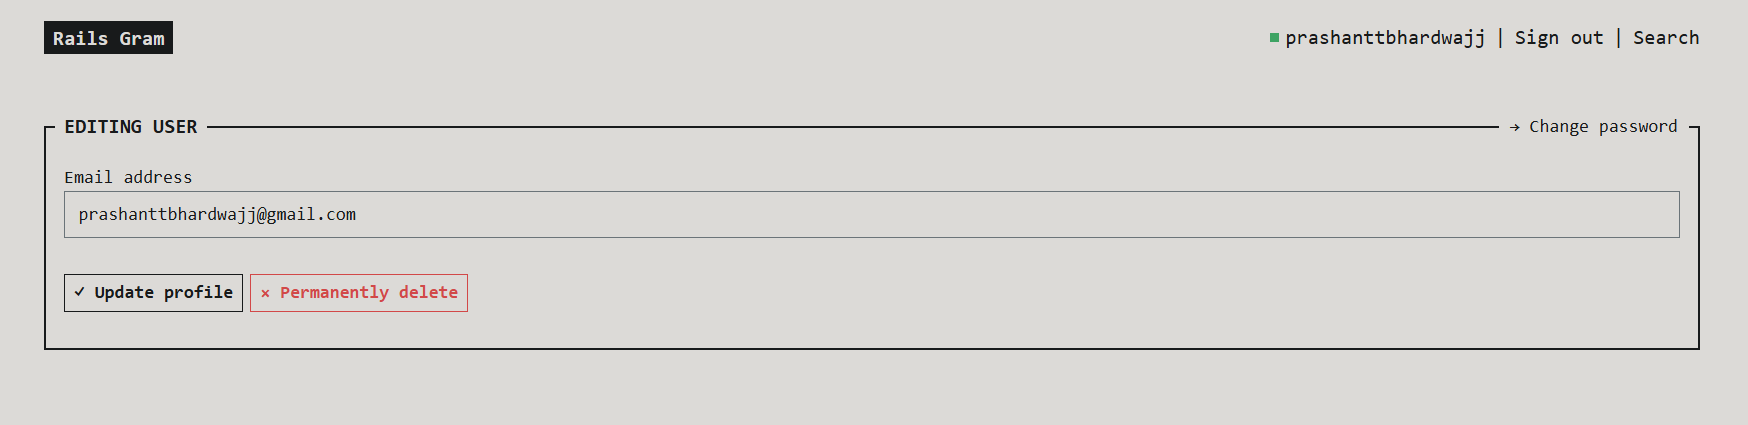 Rails Gram
prashanttbhardwajj | Sign out | Search
EDITING USER
→ Change password
Email address
prashanttbhardwajj@gmail.com
✓ Update profile
× Permanently delete